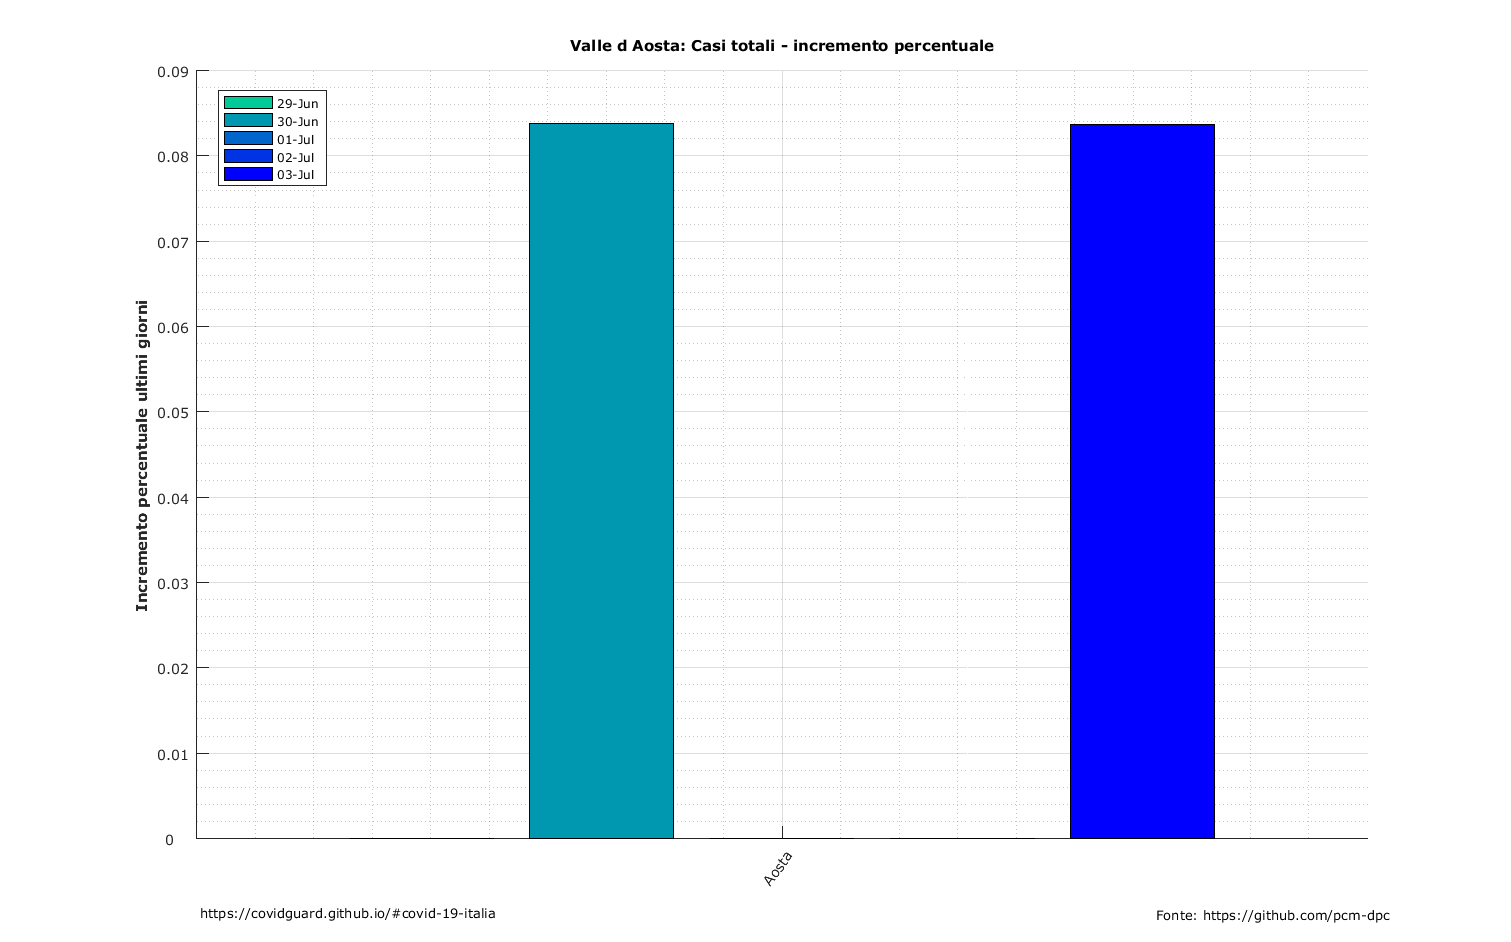 Valle d Aosta: Casi totali - incremento percentuale
0.09
0.08
0.07
0.06
0.05
0.04
0.03
0.02
0.01
0
Incremento percentuale ultimi giorni
29-Jun
30-Jun
01-Jul
02-Jul
03-Jul
Aosta
https://covidguard.github.io/#covid-19-italia
Fonte: https://github.com/pcm-dpc